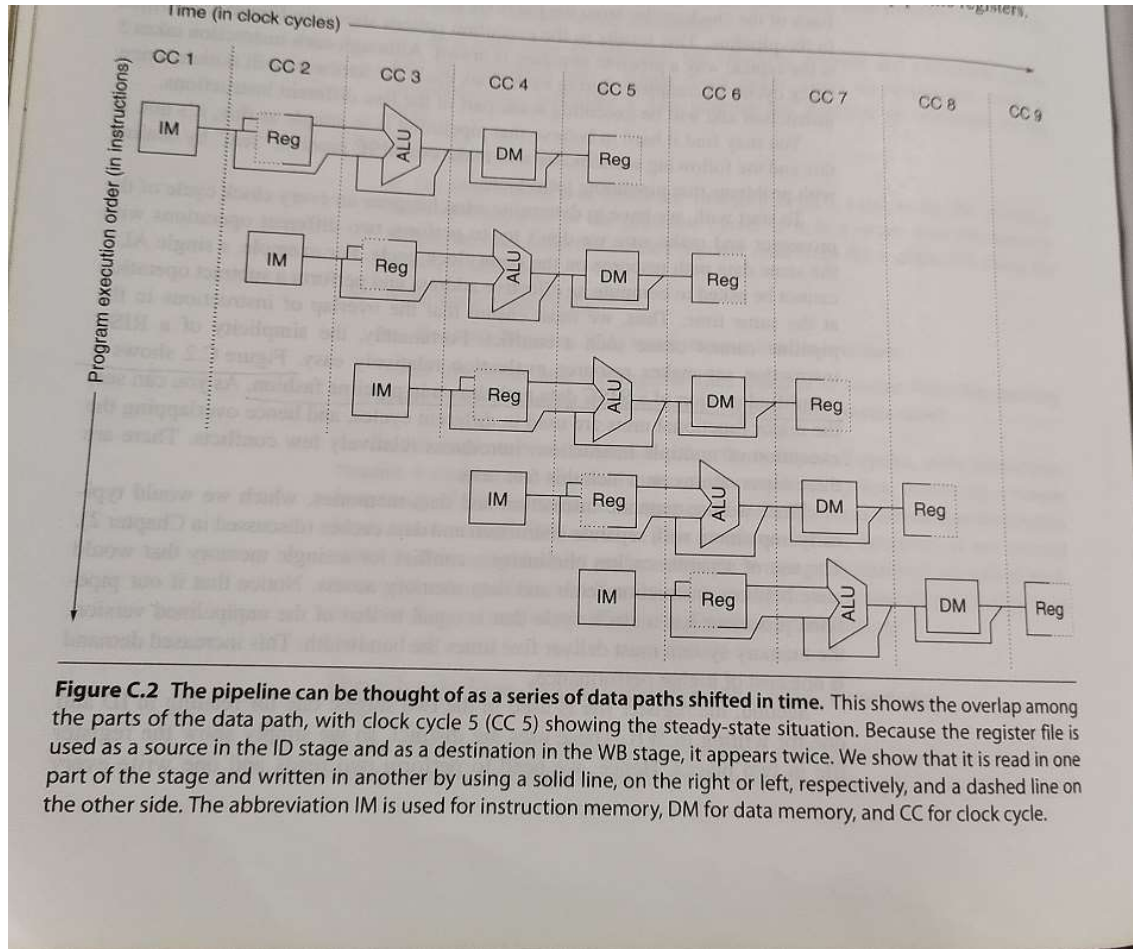 Time (in clock cycles)
registers,
CC 1 CC 2 CC 3 CC 4 CC 5 CC 6 CC 7 CC 8 CC 9
Program execution order (in instructions)
IM Reg ALU DM Reg
IM Reg ALU DM Reg
IM Reg ALU DM Reg
IM Reg ALU DM Reg
IM Reg ALU DM Reg
Figure C.2 The pipeline can be thought of as a series of data paths shifted in time. This shows the overlap among
the parts of the data path, with clock cycle 5 (CC 5) showing the steady-state situation. Because the register file is
used as a source in the ID stage and as a destination in the WB stage, it appears twice. We show that it is read in one
part of the stage and written in another by using a solid line, on the right or left, respectively, and a dashed line on
the other side. The abbreviation IM is used for instruction memory, DM for data memory, and CC for clock cycle.